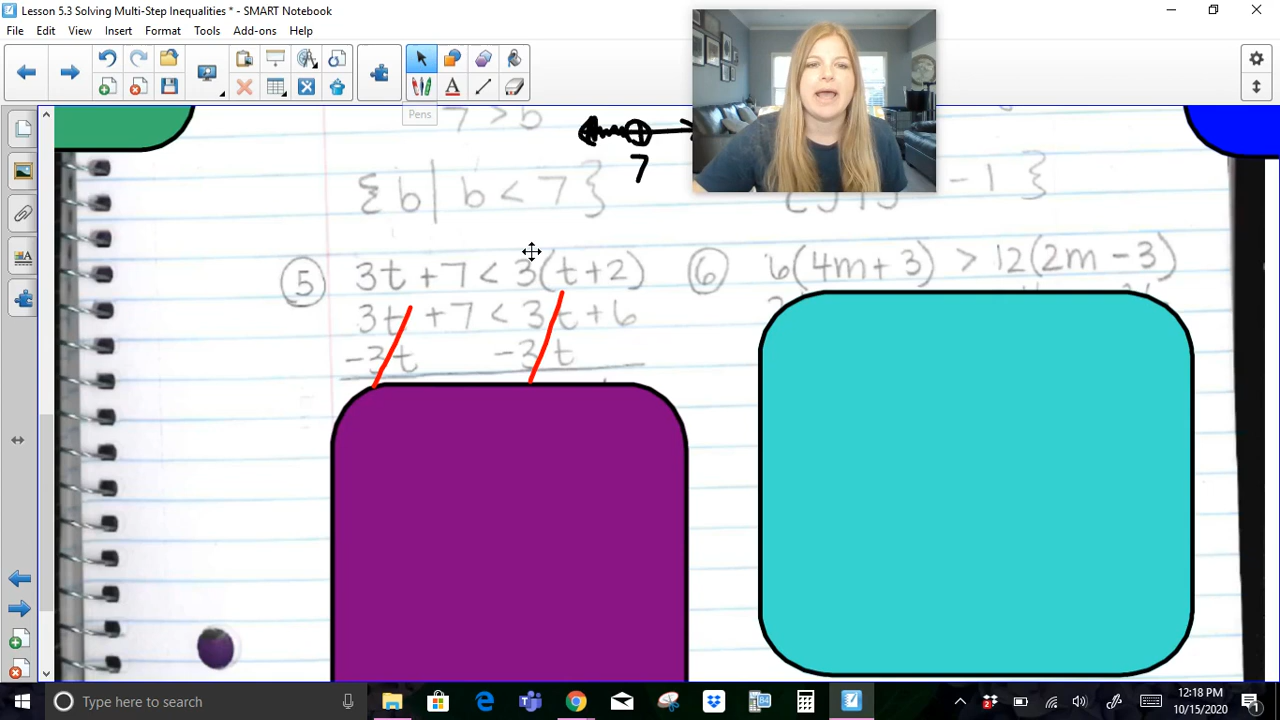 Lesson 5.3 Solving Multi-Step Inequalities * - SMART Notebook
File Edit View Insert Format Tools Add-ons Help
Pens
7 > b
7
{b| b < 7}
-1 }
⑤ 3t + 7 < 3(t+2)
3t + 7 < 3t + 6
-3t -3t
⑥ 6(4m + 3) > 12(2m - 3)
Type here to search
12:18 PM
10/15/2020